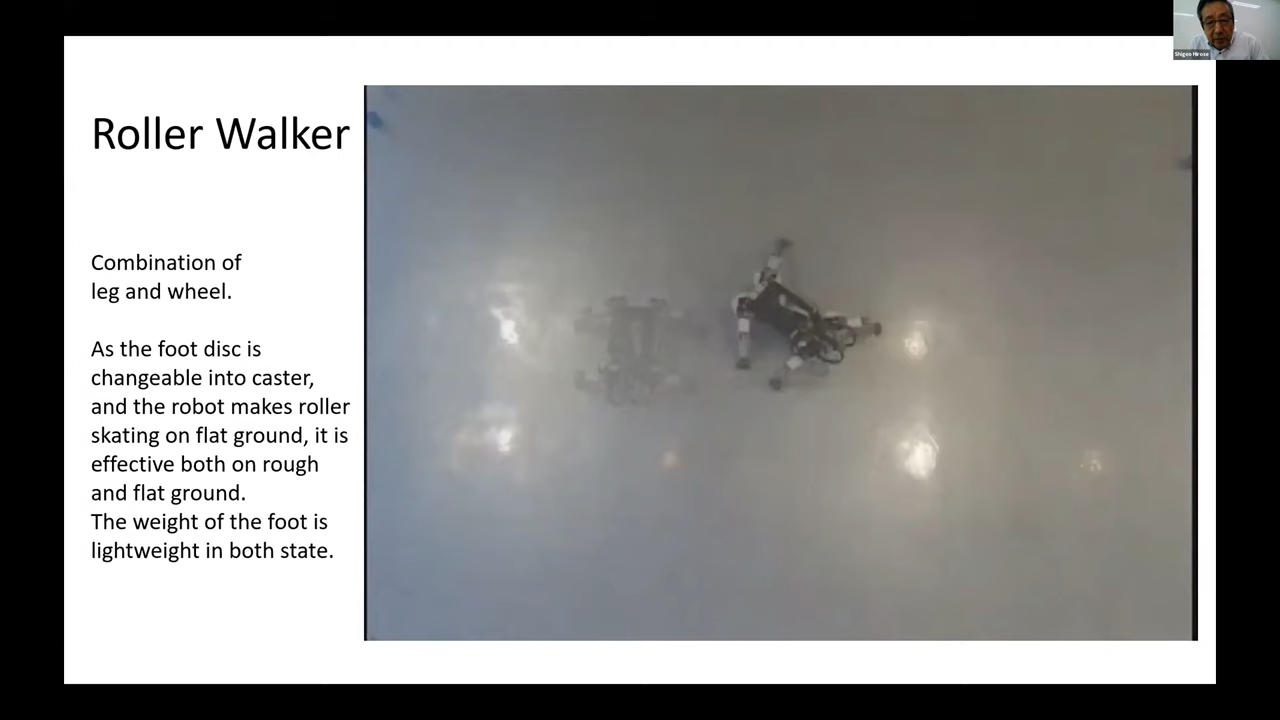 Shigeo Hirose
Roller Walker
Combination of
leg and wheel.
As the foot disc is
changeable into caster,
and the robot makes roller
skating on flat ground, it is
effective both on rough
and flat ground.
The weight of the foot is
lightweight in both state.